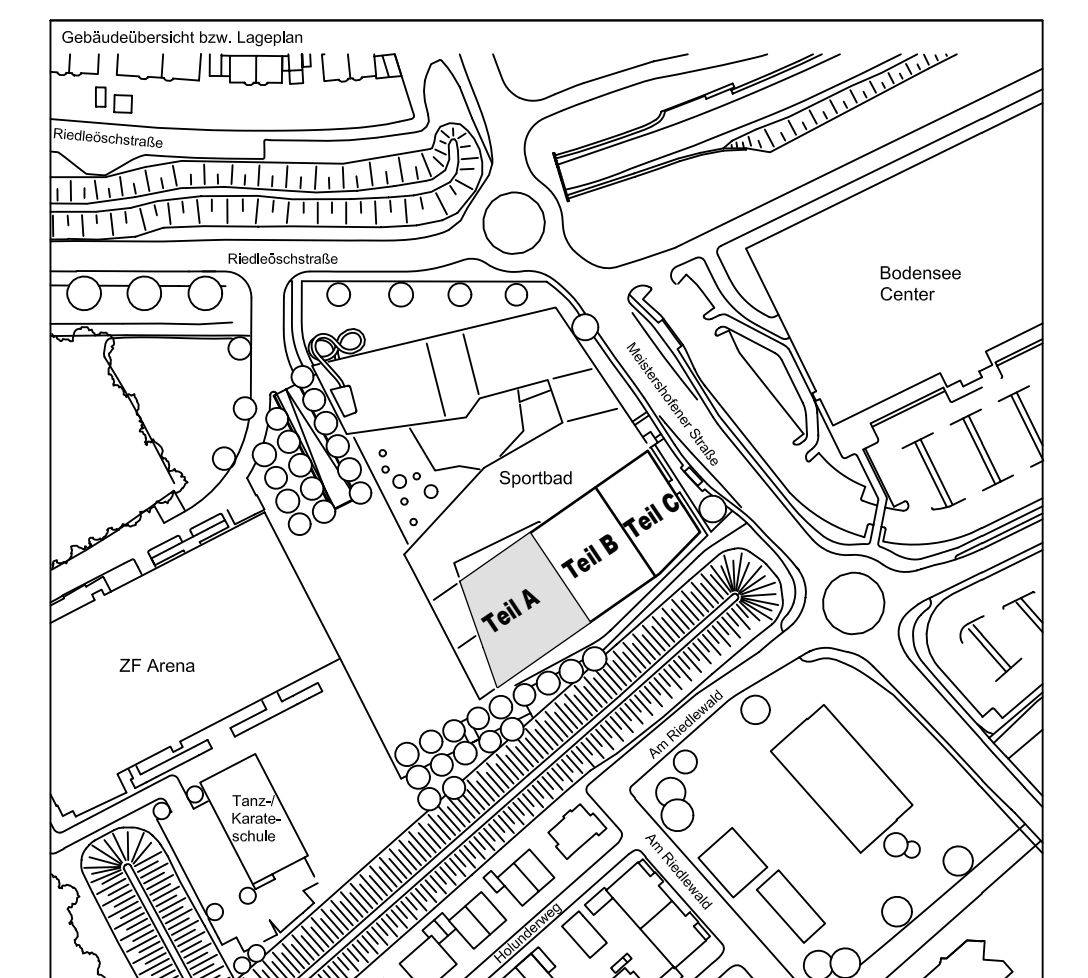 Gebäudeübersicht bzw. Lageplan
Riedleöschstraße
Riedleöschstraße
Bodensee
Center
Meistershofener Straße
Sportbad
Teil C
Teil B
Teil A
ZF Arena
Am Riedlewald
Tanz-/
Karate-
schule
Am Riedlewald
Holunderweg